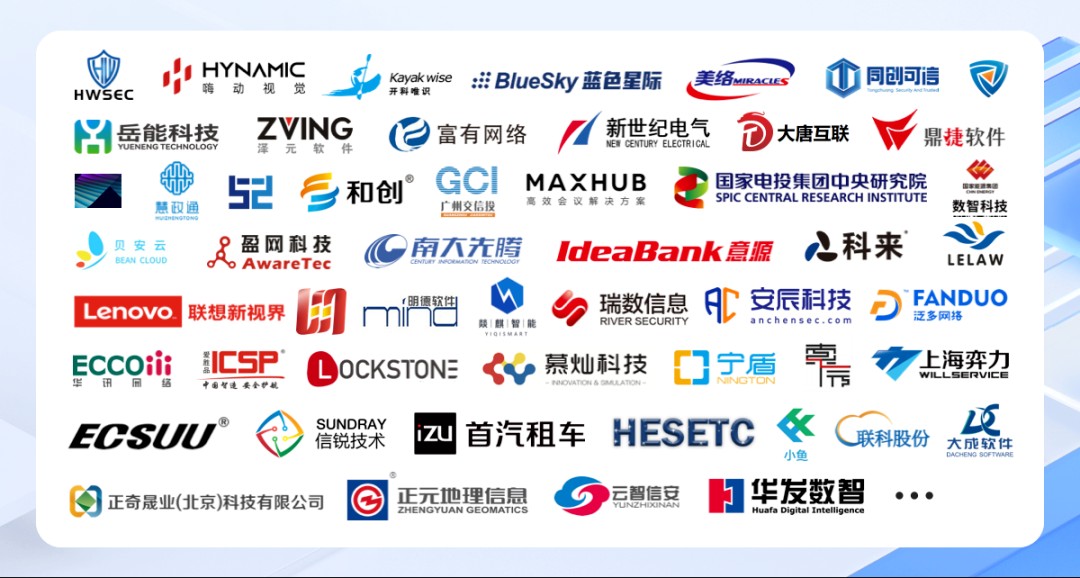 HWSEC
HYNAMIC
嗨动视觉
Kayak wise
开科唯识
BlueSky 蓝色星际
美络 MIRACLES
同创可信
Tongchuang Security And Trusted
岳能科技
YUENENG TECHNOLOGY
ZVING
泽元软件
富有网络
新世纪电气
NEW CENTURY ELECTRICAL
大唐互联
鼎捷软件
慧政通
HUIZHENGTONG
52
和创®
GCI
广州交信投
MAXHUB
高效会议解决方案
国家电投集团中央研究院
SPIC CENTRAL RESEARCH INSTITUTE
国家能源集团
CHN ENERGY
数智科技
贝安云
BEAN CLOUD
盈网科技
AwareTec
南大先腾
CENTURY INFORMATION TECHNOLOGY
IdeaBank 意源
科来
LELAW
Lenovo 联想新视界
明德软件
mind
燚|麒|智|能
YIQISMART
瑞数信息
RIVER SECURITY
AC 安辰科技
anchensec.com
FANDUO
泛多网络
ECCOM
华讯网络
爱胜品 ICSP®
中国智造 安全护航
LOCKSTONE
慕灿科技
- INNOVATION & SIMULATION -
宁盾
NINGTON
上海弈力
WILLSERVICE
ECSUU®
SUNDRAY
信锐技术
izu 首汽租车
HESETC
小鱼
联科股份
大成软件
DACHENG SOFTWARE
正奇晟业(北京)科技有限公司
®
正元地理信息
ZHENGYUAN GEOMATICS
云智信安
YUNZHIXINAN
华发数智
Huafa Digital Intelligence
•••